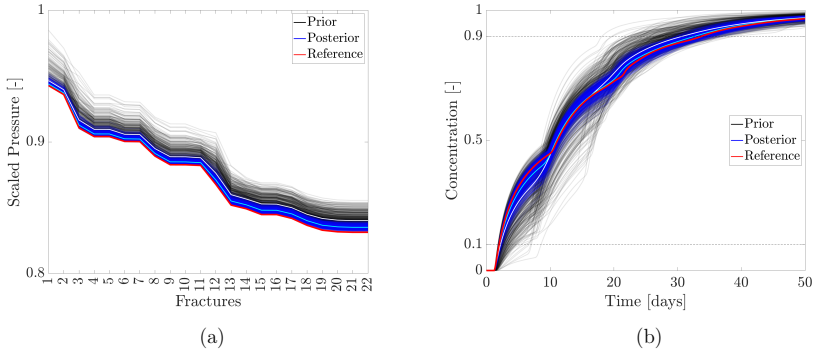 1
0.9
0.8
Scaled Pressure [-]
Prior
Posterior
Reference
1 2 3 4 5 6 7 8 9 10 11 12 13 14 15 16 17 18 19 20 21 22
Fractures
(a)
1
0.9
0.5
0.1
0
Concentration [-]
Prior
Posterior
Reference
0 10 20 30 40 50
Time [days]
(b)